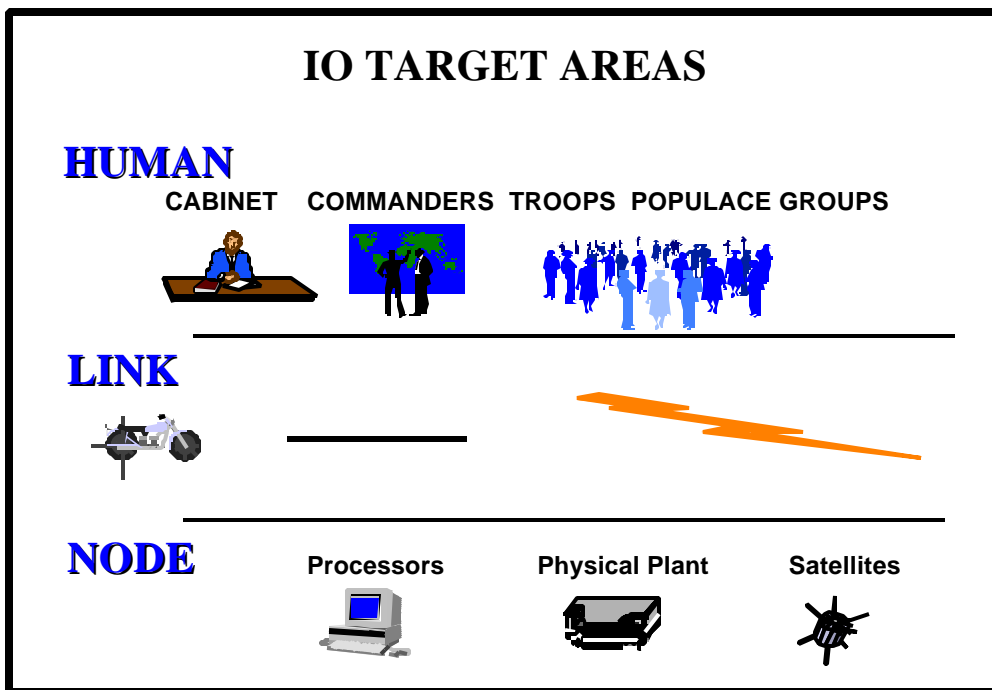 IO TARGET AREAS
HUMAN
CABINET COMMANDERS TROOPS POPULACE GROUPS
LINK
NODE
Processors Physical Plant Satellites